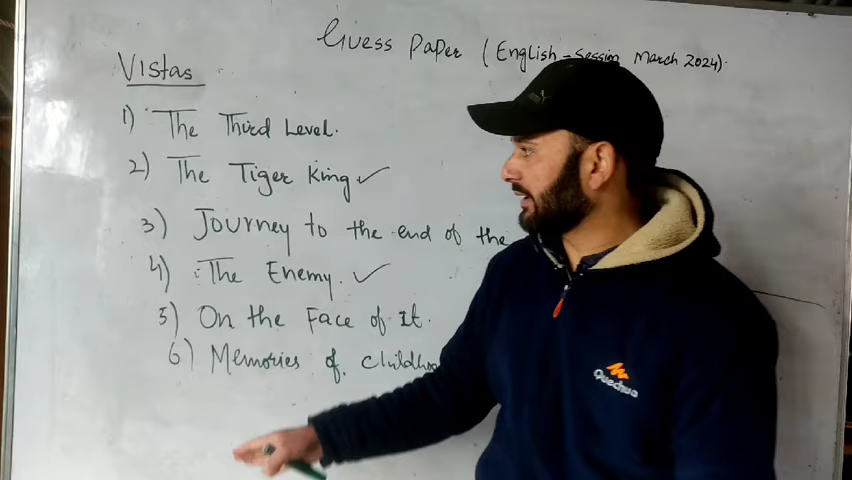 Guess Paper (English - Session March 2024).
Vistas
1) The Third Level.
2) The Tiger King ✓
3) Journey to the end of the
4) The Enemy. ✓
5) On the Face of It.
6) Memories of childhoo
Quechua